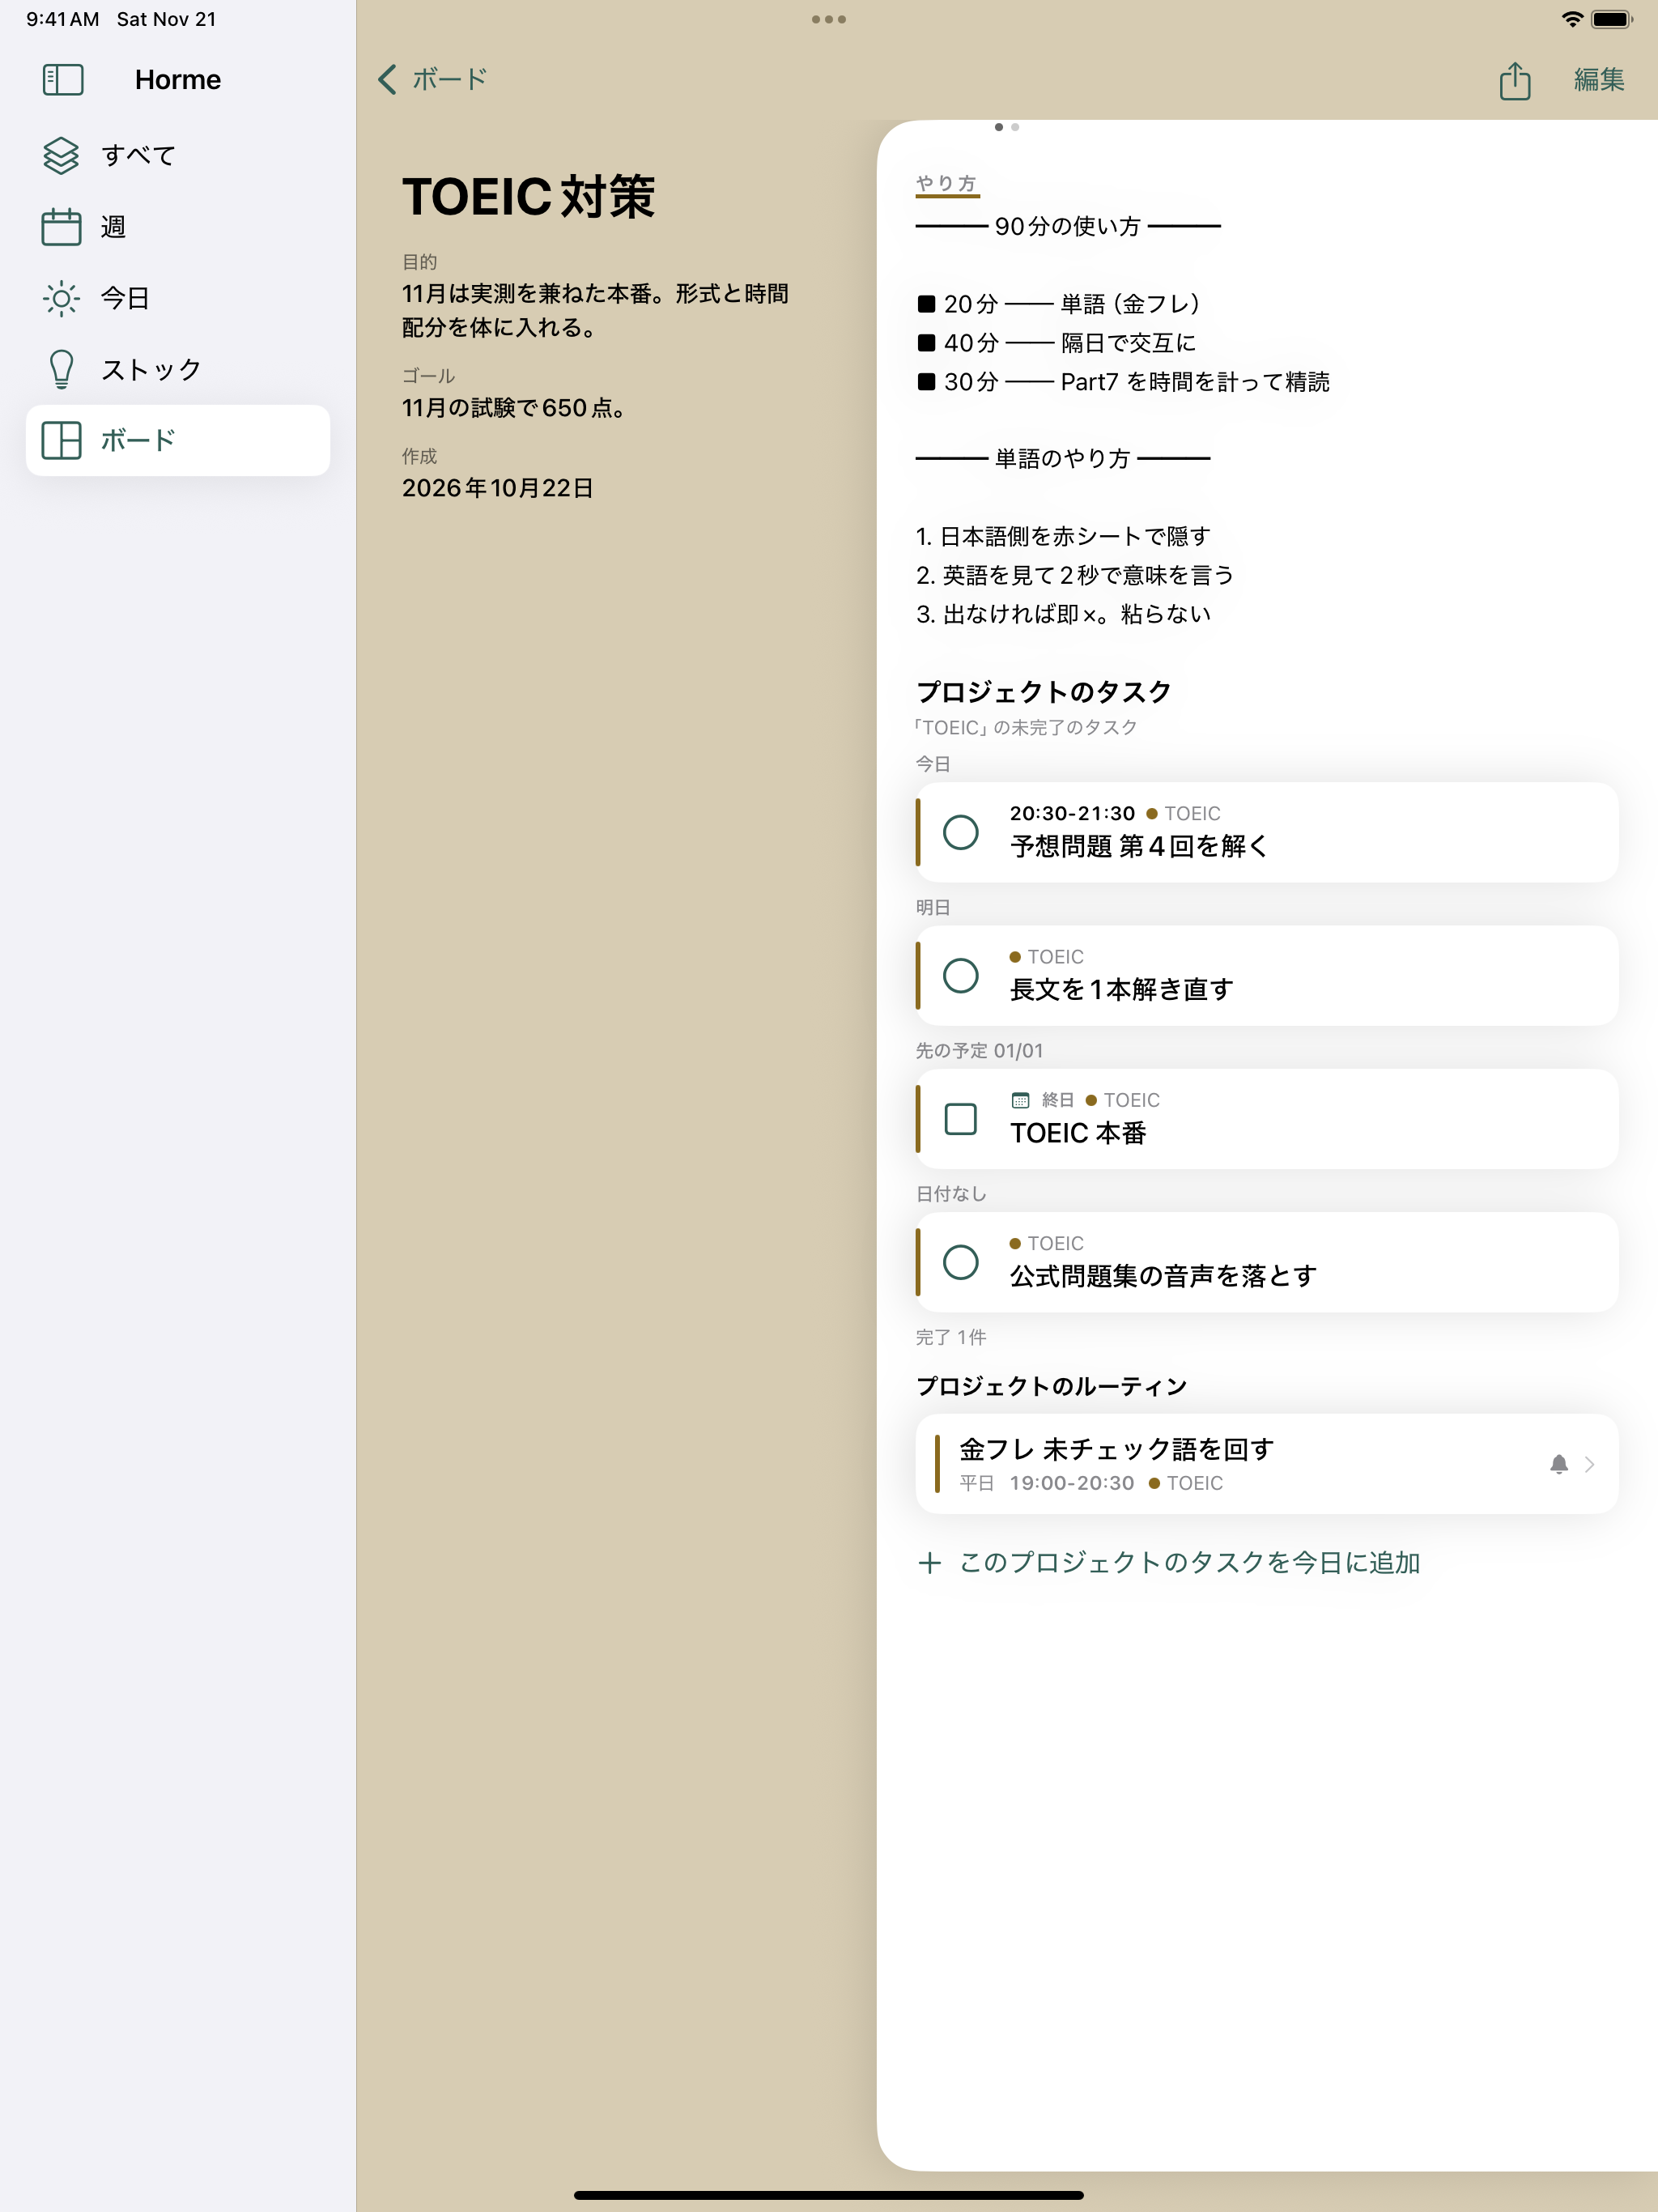 9:41 AM Sat Nov 21
Horme
すべて
週
今日
ストック
ボード
ボード
編集
TOEIC 対策
目的
11月は実測を兼ねた本番。形式と時間
配分を体に入れる。
ゴール
11月の試験で650点。
作成
2026年10月22日
やり方
━━━━ 90分の使い方 ━━━━
■ 20分 ─── 単語（金フレ）
■ 40分 ─── 隔日で交互に
■ 30分 ─── Part7 を時間を計って精読
━━━━ 単語のやり方 ━━━━
1. 日本語側を赤シートで隠す
2. 英語を見て2秒で意味を言う
3. 出なければ即×。粘らない
プロジェクトのタスク
「TOEIC」の未完了のタスク
今日
20:30-21:30 TOEIC
予想問題 第4回を解く
明日
TOEIC
長文を1本解き直す
先の予定 01/01
終日 TOEIC
TOEIC 本番
日付なし
TOEIC
公式問題集の音声を落とす
完了 1件
プロジェクトのルーティン
金フレ 未チェック語を回す
平日 19:00-20:30 TOEIC
＋ このプロジェクトのタスクを今日に追加